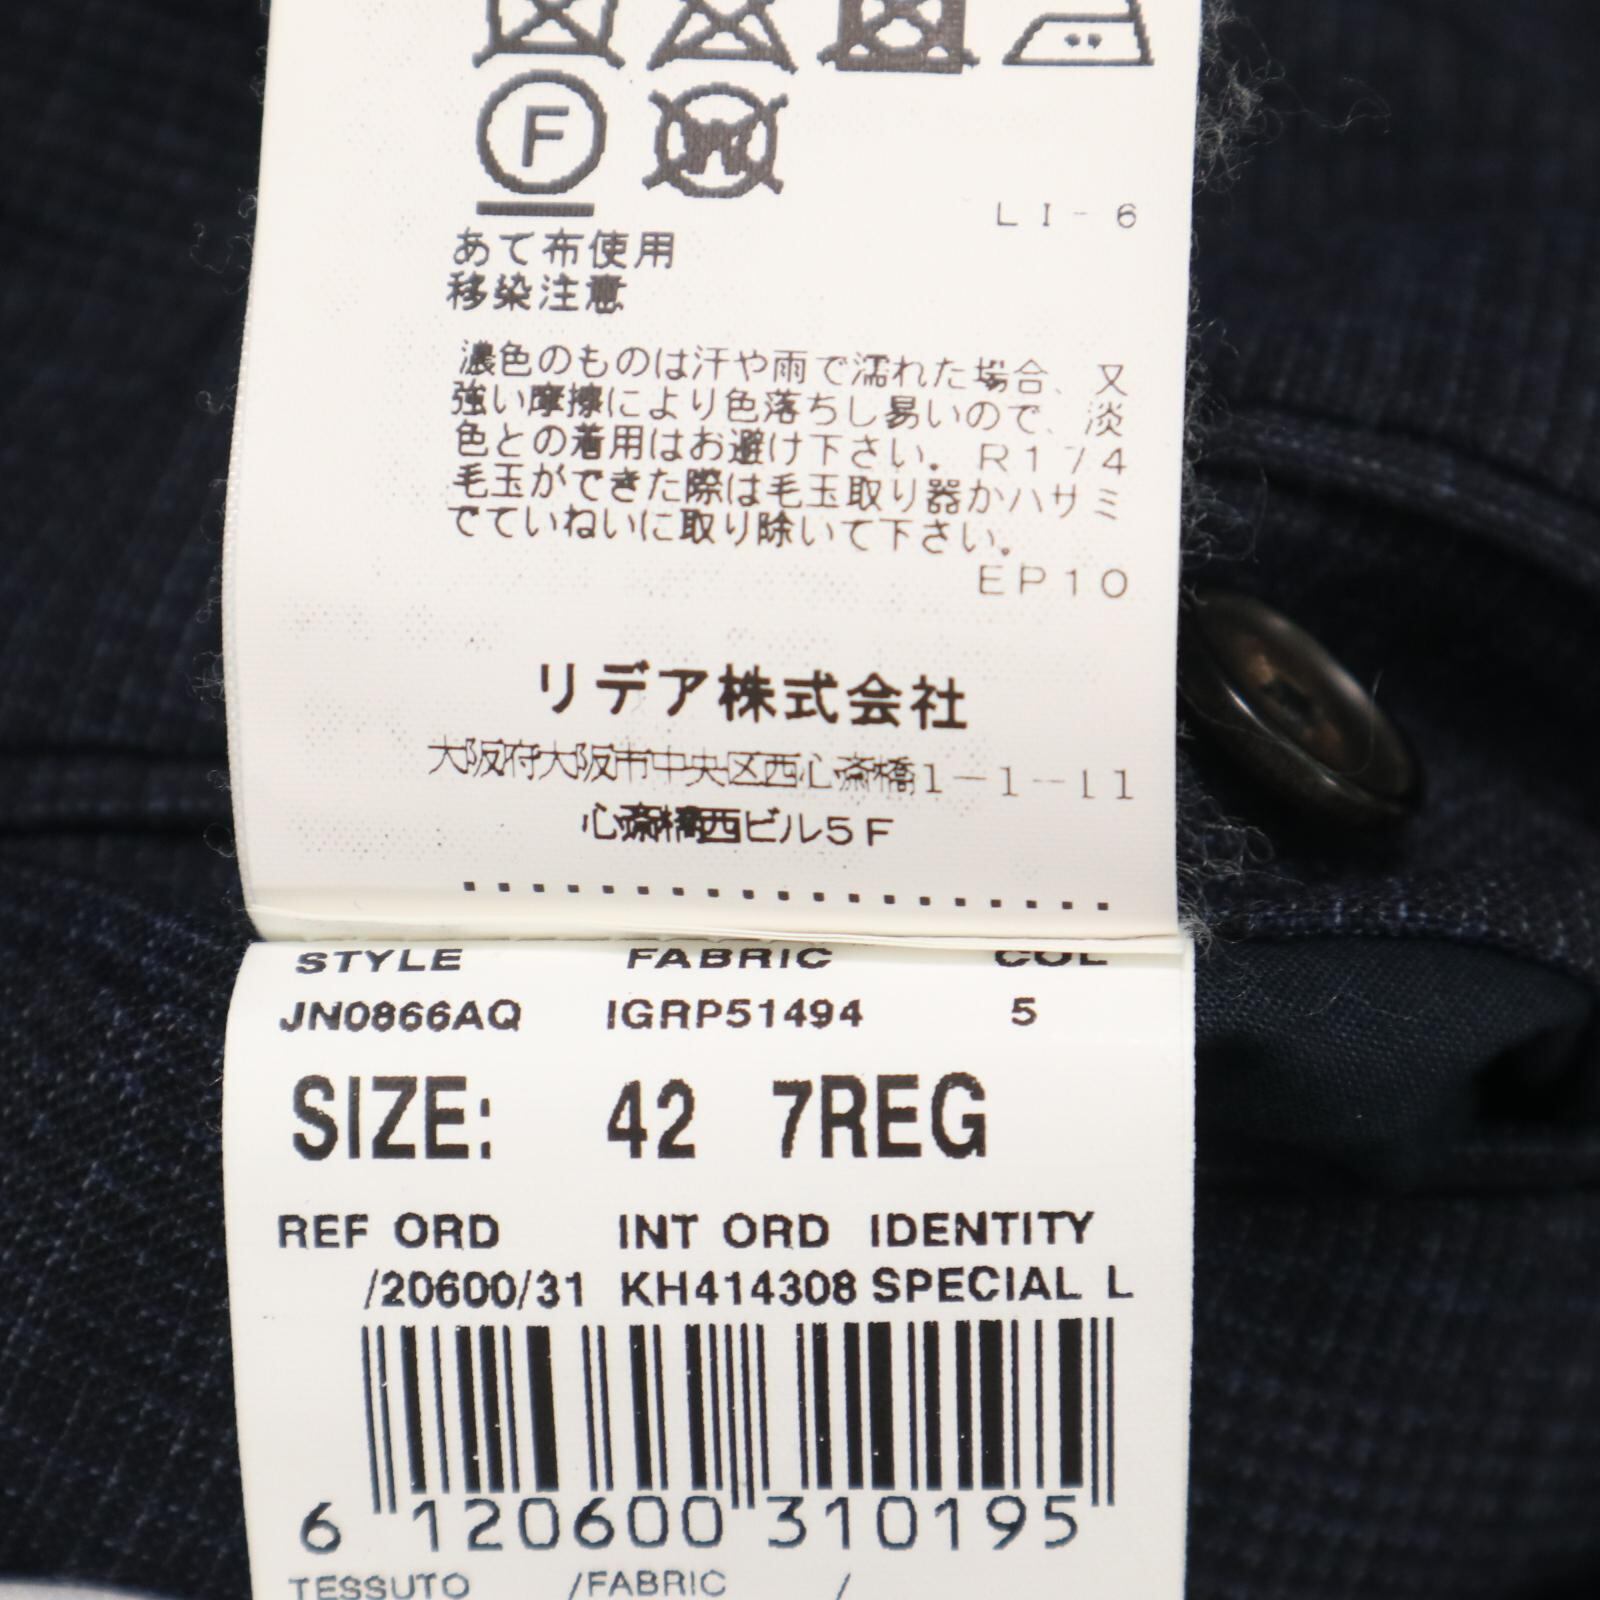 F
W
LI-6
あて布使用
移染注意
濃色のものは汗や雨で濡れた場合、又
強い摩擦により色落ちし易いので、淡
色との着用はお避け下さい。R174
毛玉ができた際は毛玉取り器かハサミ
でていねいに取り除いて下さい。
EP10
リデア株式会社
大阪府大阪市中央区西心斎橋1-1-11
心斎橋西ビル5F
STYLE FABRIC COL
JN0866AQ IGRP51494 5
SIZE: 42 7REG
REF ORD INT ORD IDENTITY
/20600/31 KH414308 SPECIAL L
6 120600 310195
TESSUTO /FABRIC /